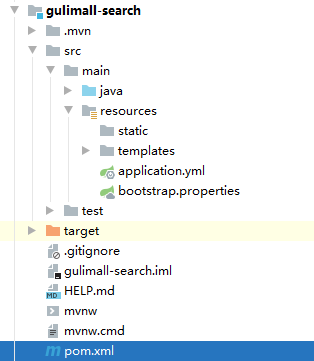 gulimall-search
.mvn
src
main
java
resources
static
templates
application.yml
bootstrap.properties
test
target
.gitignore
gulimall-search.iml
MD HELP.md
mvnw
mvnw.cmd
m pom.xml